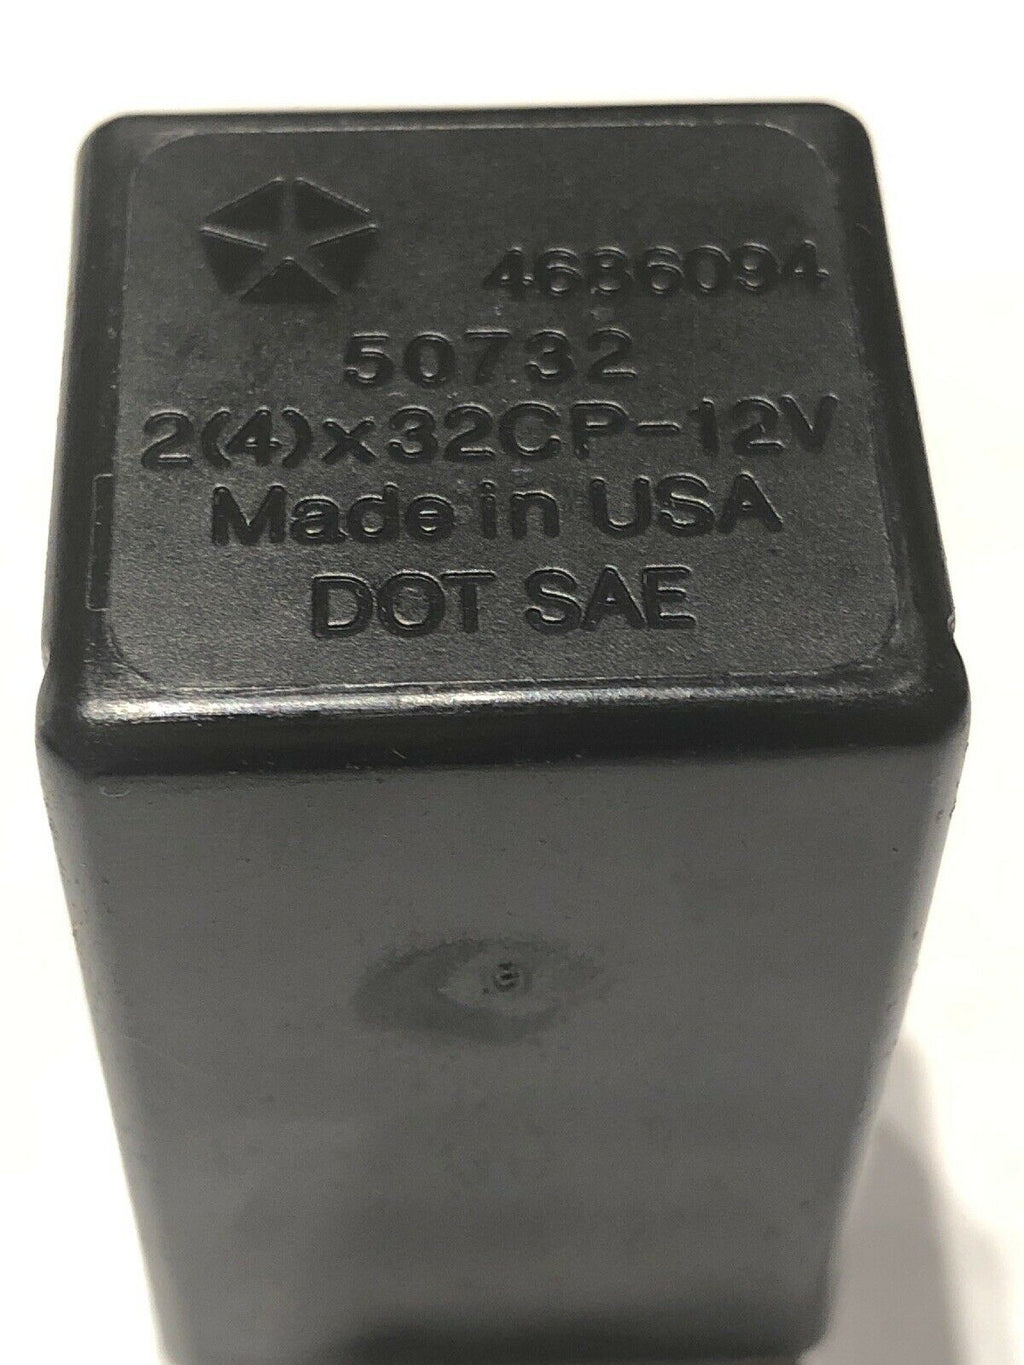 4686094
50732
2(4)x32CP-12V
Made in USA
DOT SAE